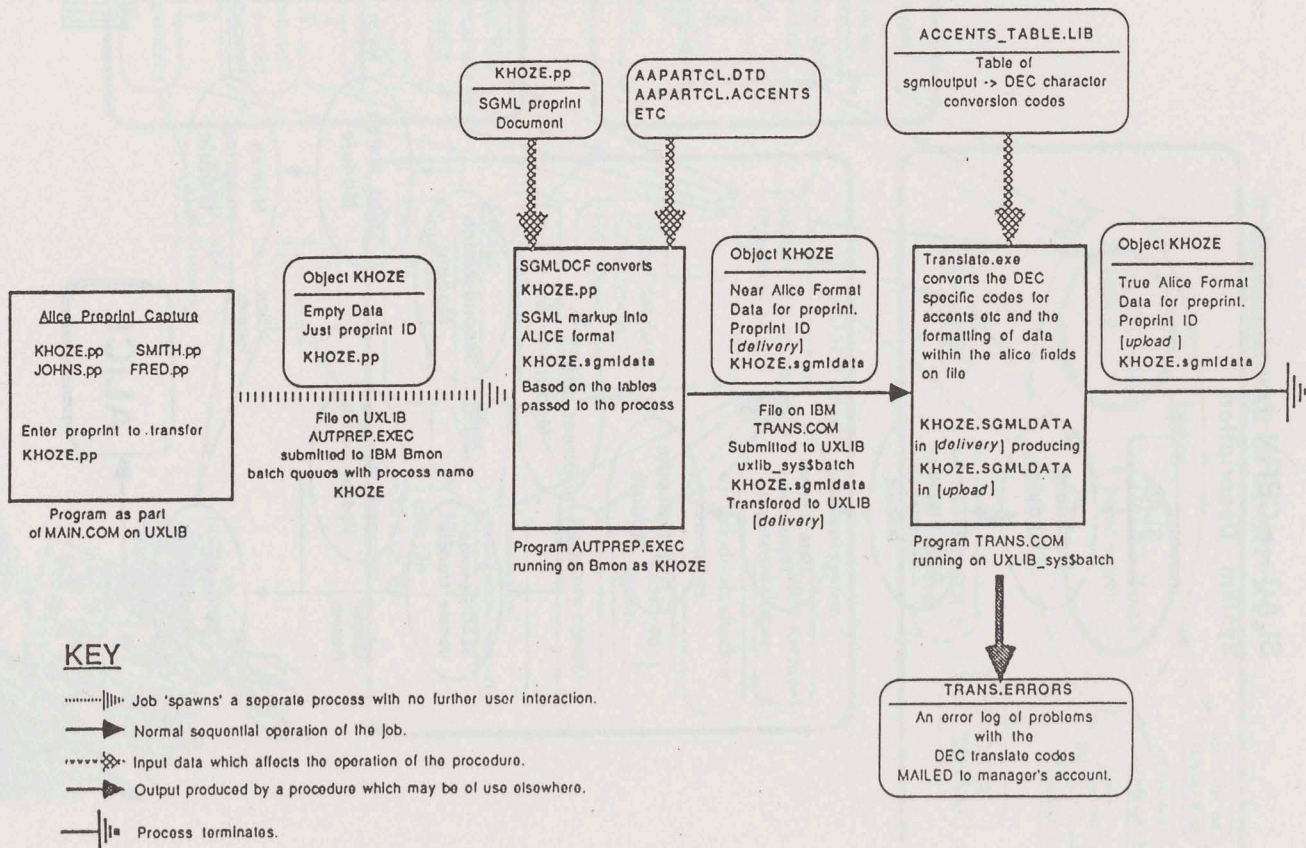 ACCENTS_TABLE.LIB
Table of
sgmloutput -> DEC charactor
conversion codes
KHOZE.pp
SGML preprint
Document
AAPARTCL.DTD
AAPARTCL.ACCENTS
ETC
Alice Preprint Capture
KHOZE.pp SMITH.pp
JOHNS.pp FRED.pp
Enter preprint to .transfer
KHOZE.pp
Program as part
of MAIN.COM on UXLIB
Object KHOZE
Empty Data
Just preprint ID
KHOZE.pp
File on UXLIB
AUTPREP.EXEC
submitted to IBM Bmon
batch queues with process name
KHOZE
SGMLDCF converts
KHOZE.pp
SGML markup into
ALICE format
KHOZE.sgmldata
Based on the tables
passed to the process
Program AUTPREP.EXEC
running on Bmon as KHOZE
Object KHOZE
Near Alice Format
Data for preprint.
Preprint ID
[delivery]
KHOZE.sgmldata
File on IBM
TRANS.COM
Submitted to UXLIB
uxlib_sys$batch
KHOZE.sgmldata
Transfored to UXLIB
[delivery]
Translate.exe
converts the DEC
specific codes for
accents etc and the
formatting of data
within the alice fields
on file
KHOZE.SGMLDATA
in [delivery] producing
KHOZE.SGMLDATA
in [upload]
Program TRANS.COM
running on UXLIB_sys$batch
Object KHOZE
True Alice Format
Data for preprint.
Preprint ID
[upload ]
KHOZE.sgmldata
TRANS.ERRORS
An error log of problems
with the
DEC translate codes
MAILED to manager's account.
KEY
Job 'spawns' a seperate process with no further user interaction.
Normal sequential operation of the job.
Input data which affects the operation of the procedure.
Output produced by a procedure which may be of use elsewhere.
Process terminates.